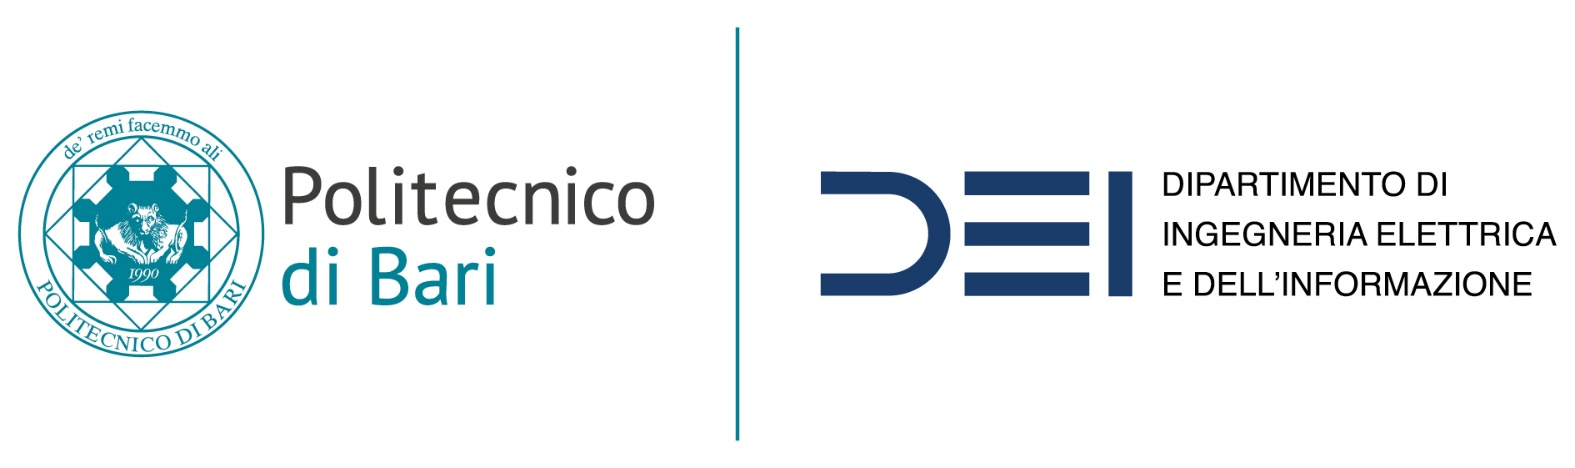 de' remi facemmo ali
1990
POLITECNICO DI BARI
Politecnico
di Bari
DEI
DIPARTIMENTO DI
INGEGNERIA ELETTRICA
E DELL'INFORMAZIONE